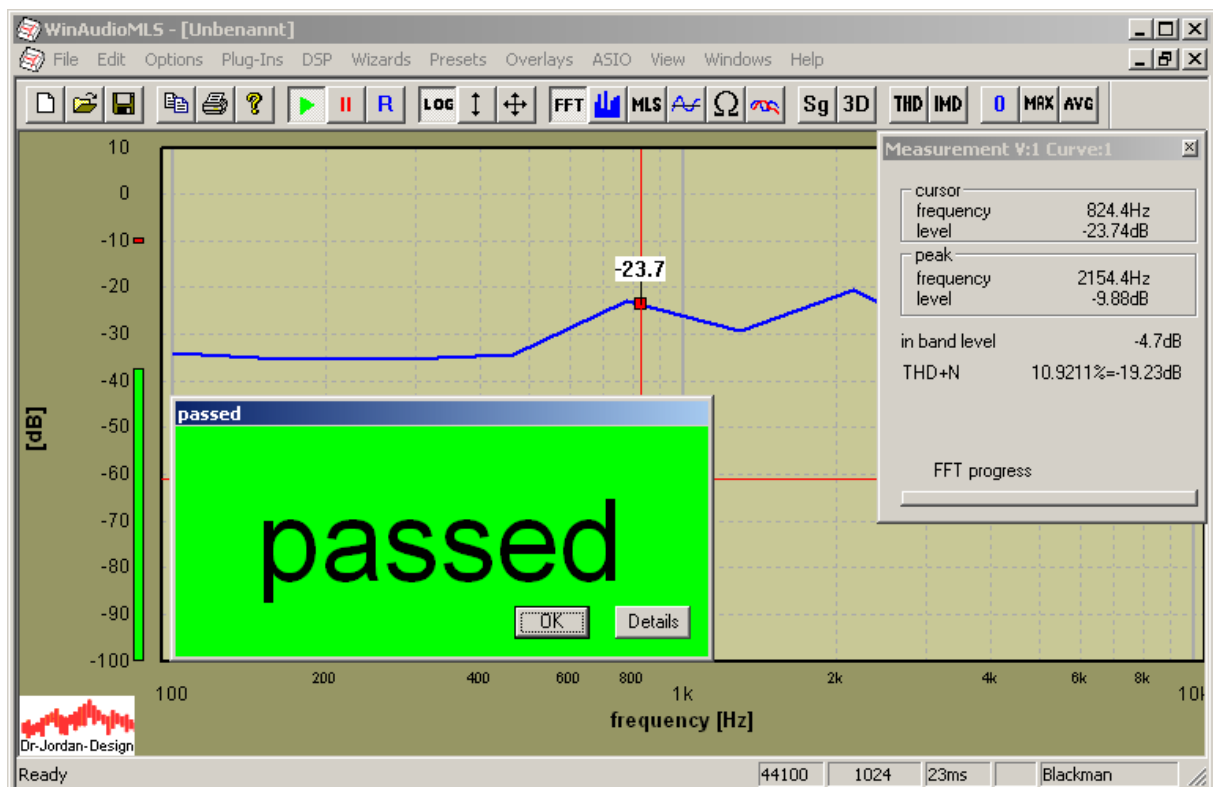 WinAudioMLS - [Unbenannt]
File Edit Options Plug-Ins DSP Wizards Presets Overlays ASIO View Windows Help
R LOG FFT MLS Ω Sg 3D THD IMD 0 MAX AVG
Measurement V:1 Curve:1
cursor
frequency 824.4Hz
level -23.74dB
peak
frequency 2154.4Hz
level -9.88dB
in band level -4.7dB
THD+N 10.9211%=-19.23dB
FFT progress
10
0
-10
-20
-30
-40
-50
-60
-70
-80
-90
-100
[dB]
-23.7
passed
passed
OK Details
100 200 400 600 800 1k 2k 4k 6k 8k 10k
frequency [Hz]
Dr-Jordan-Design
Ready 44100 1024 23ms Blackman